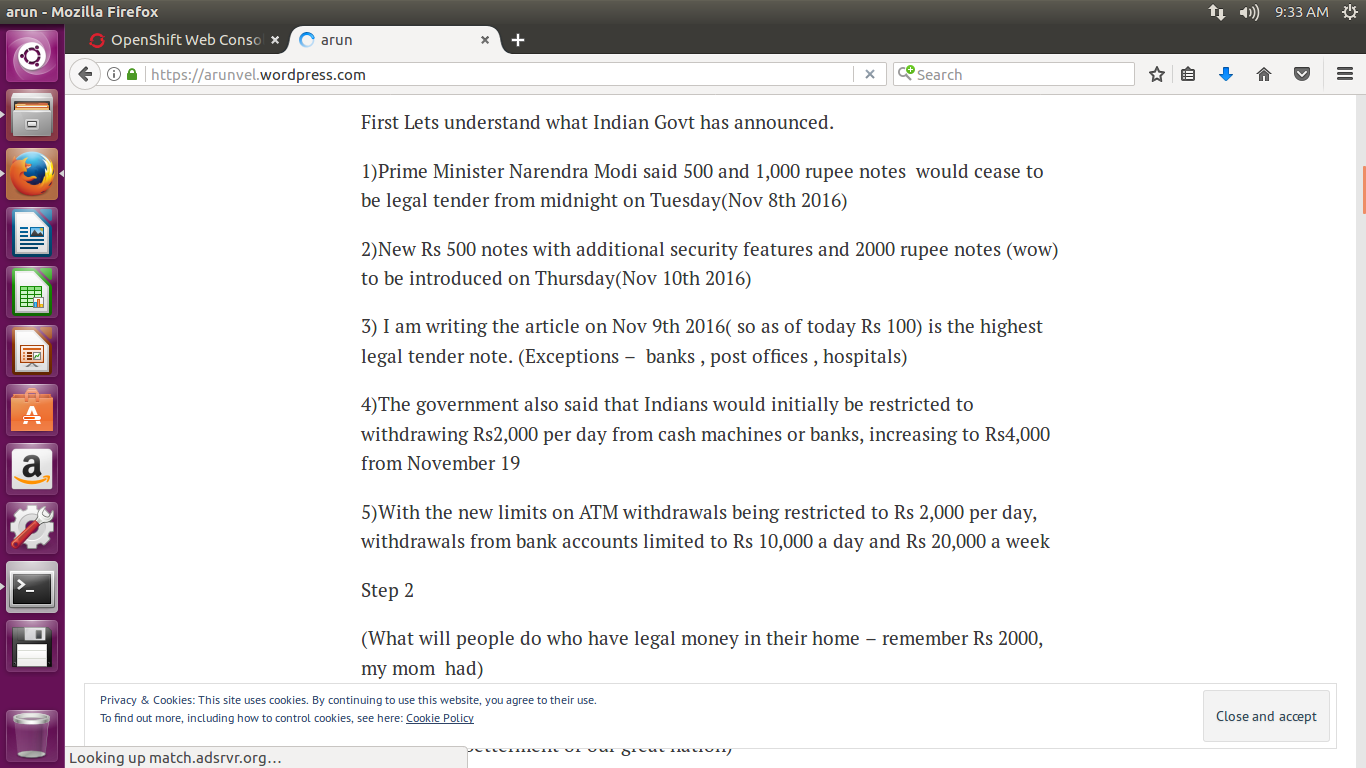 arun - Mozilla Firefox
9:33 AM
OpenShift Web Conso
arun
https://arunvel.wordpress.com
Search
First Lets understand what Indian Govt has announced.
1)Prime Minister Narendra Modi said 500 and 1,000 rupee notes  would cease to
be legal tender from midnight on Tuesday(Nov 8th 2016)
2)New Rs 500 notes with additional security features and 2000 rupee notes (wow)
to be introduced on Thursday(Nov 10th 2016)
3) I am writing the article on Nov 9th 2016( so as of today Rs 100) is the highest
legal tender note. (Exceptions –  banks , post offices , hospitals)
4)The government also said that Indians would initially be restricted to
withdrawing Rs2,000 per day from cash machines or banks, increasing to Rs4,000
from November 19
5)With the new limits on ATM withdrawals being restricted to Rs 2,000 per day,
withdrawals from bank accounts limited to Rs 10,000 a day and Rs 20,000 a week
Step 2
(What will people do who have legal money in their home – remember Rs 2000,
my mom  had)
Privacy & Cookies: This site uses cookies. By continuing to use this website, you agree to their use.
To find out more, including how to control cookies, see here: Cookie Policy
Close and accept
of our great nation)
Looking up match.adsrvr.org…